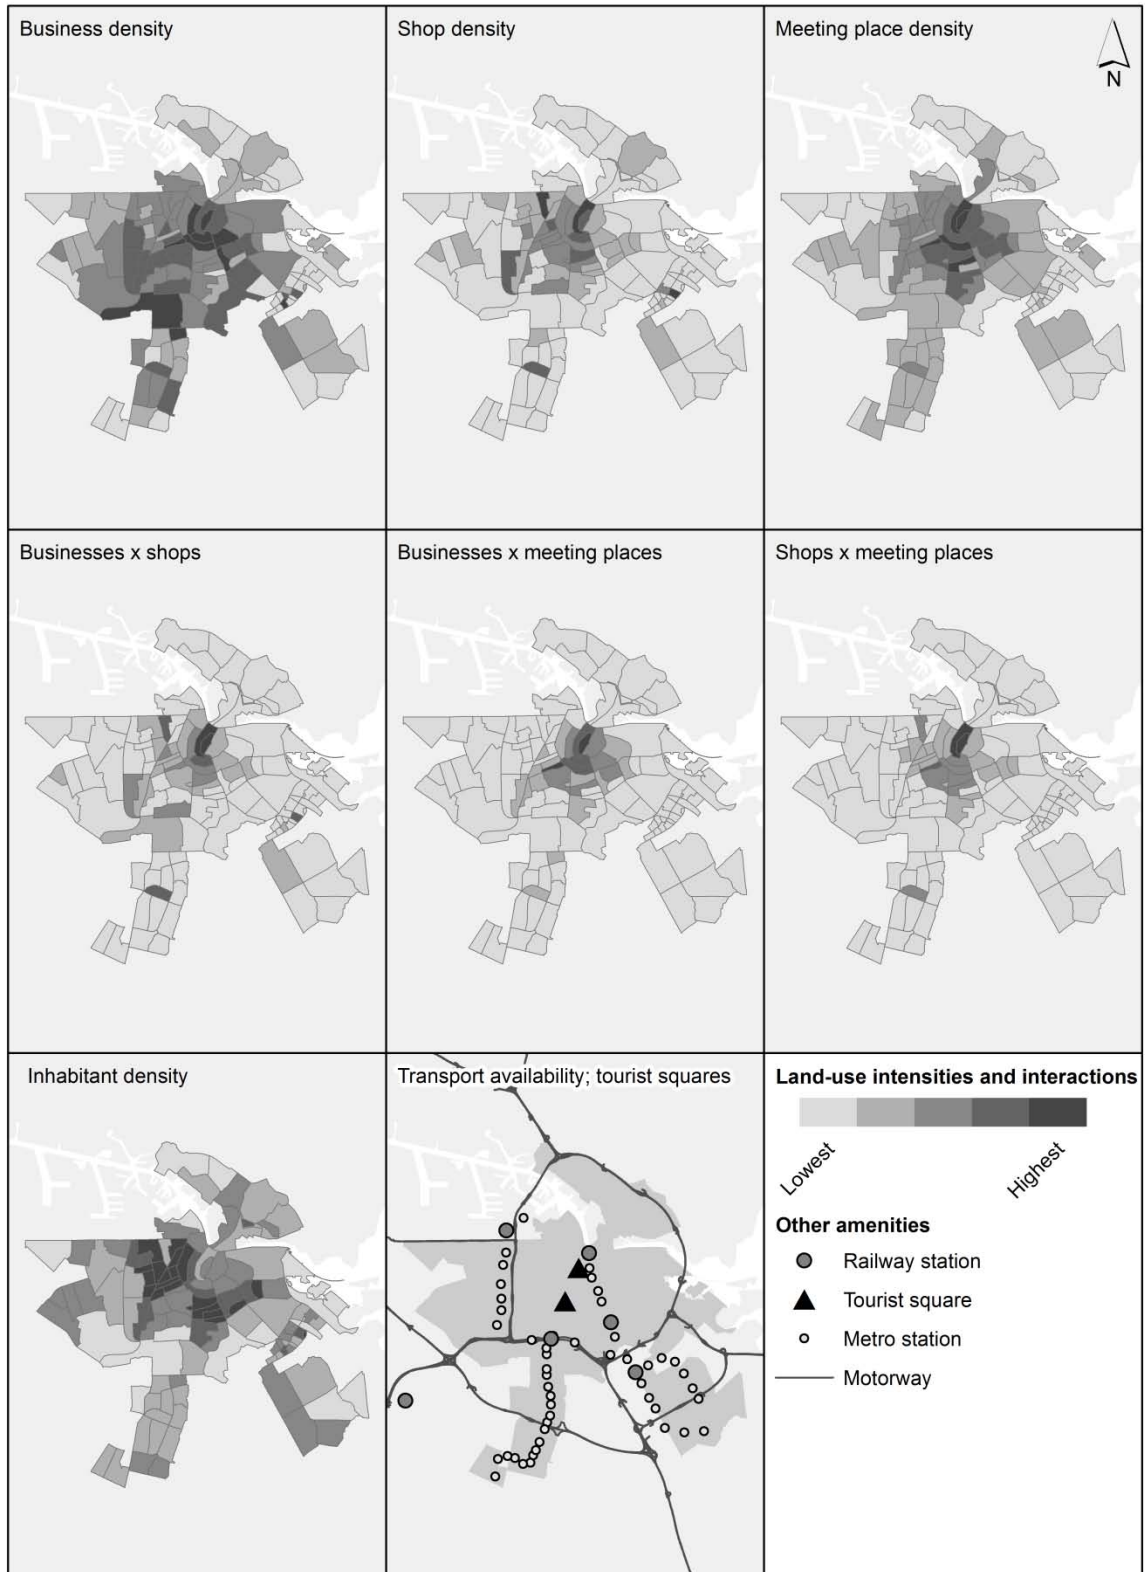 Business density
Shop density
Meeting place density
N
Businesses x shops
Businesses x meeting places
Shops x meeting places
Inhabitant density
Transport availability; tourist squares
Land-use intensities and interactions
Lowest
Highest
Other amenities
Railway station
Tourist square
Metro station
Motorway